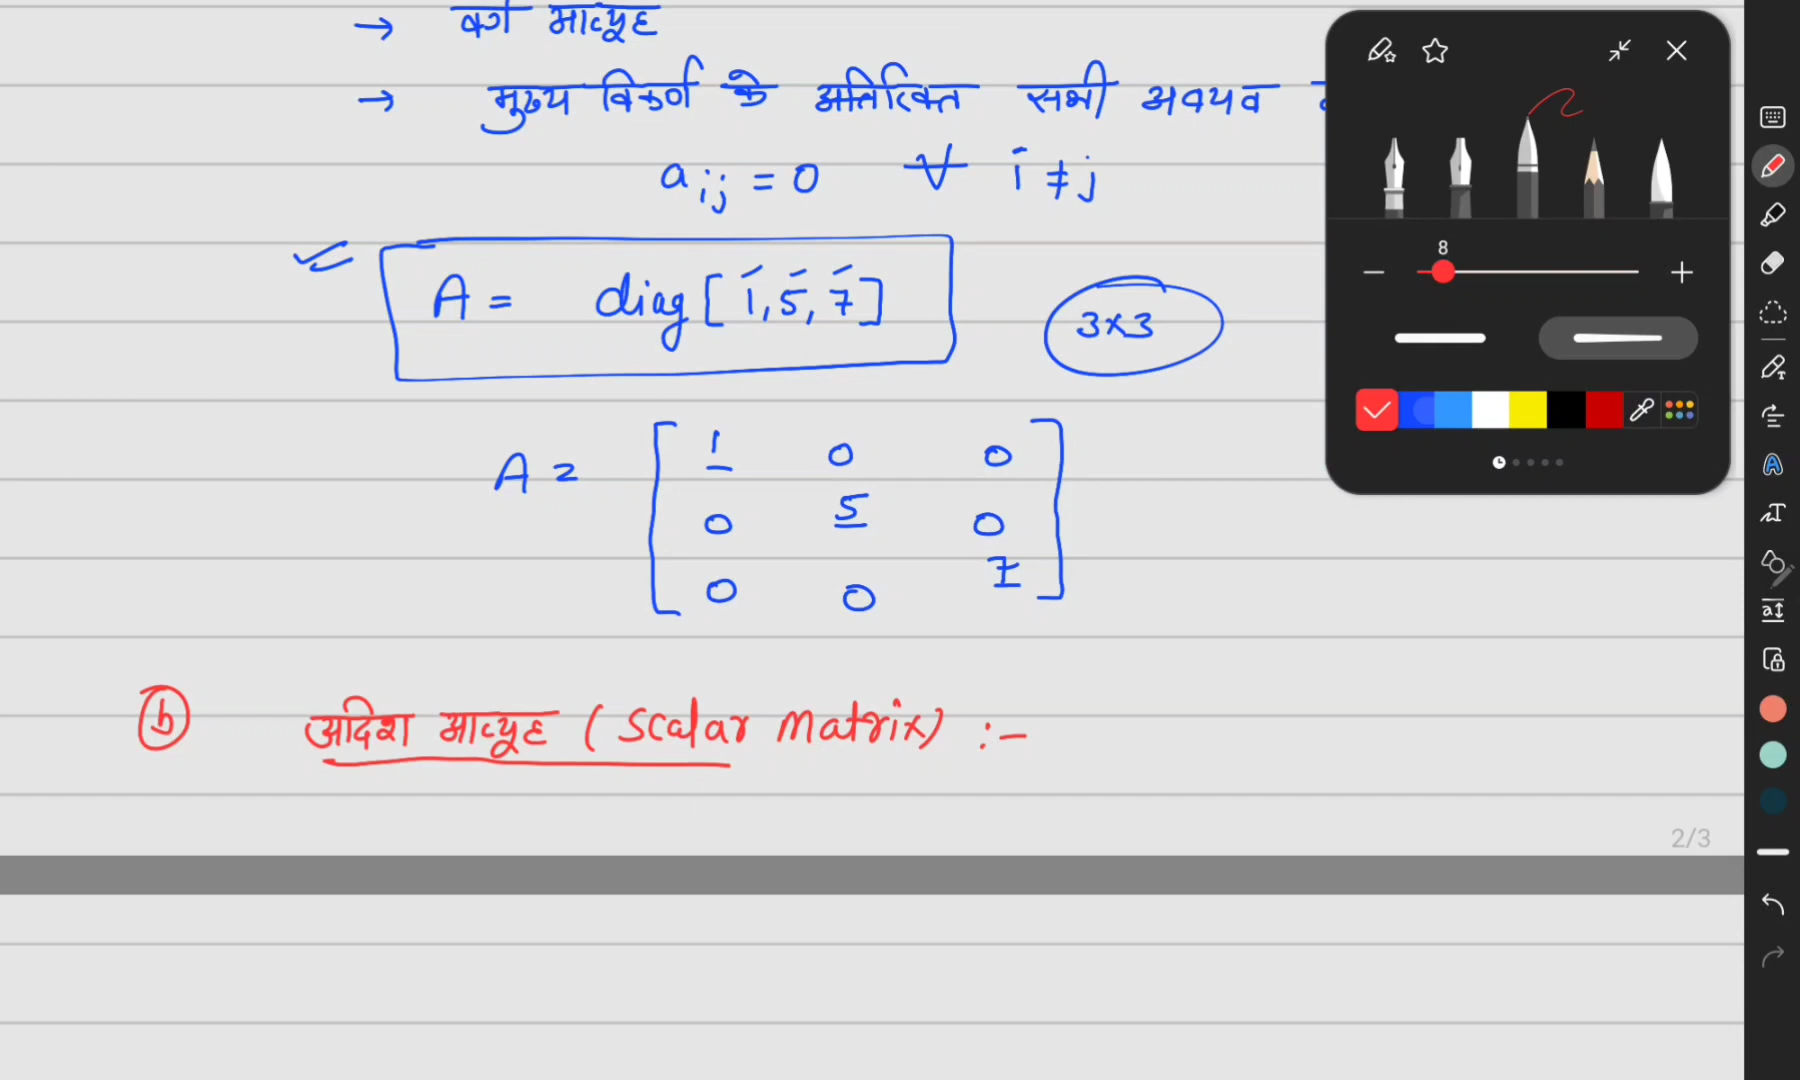 → वर्ग आव्यूह
→ मुख्य विकर्ण के अतिरिक्त सभी अवयव
aij = 0 ∀ i ≠ j
A = diag [1, 5, 7]
3×3
A = [ 1 0 0
0 5 0
0 0 7 ]
(b) अदिश आव्यूह ( Scalar Matrix) :-
8
2/3